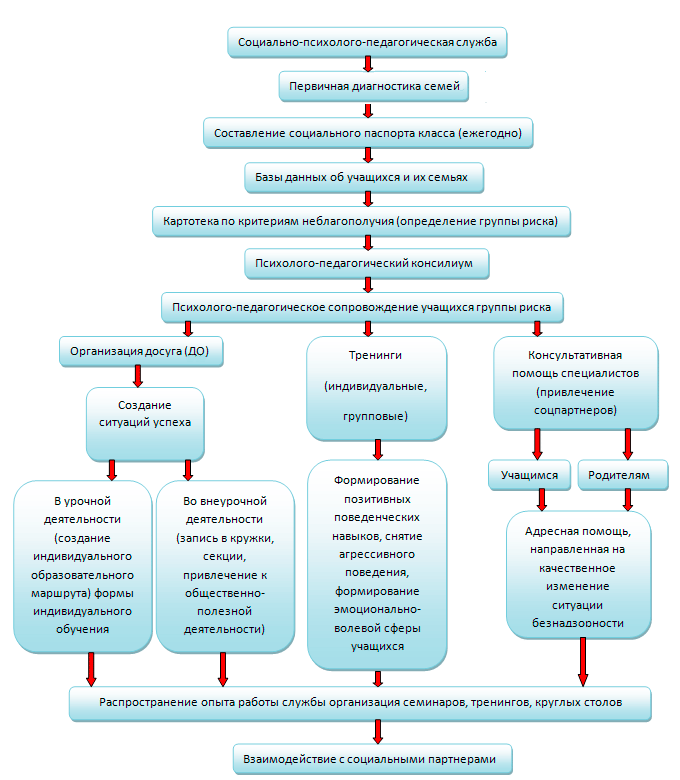 Социально-психолого-педагогическая служба
Первичная диагностика семей
Составление социального паспорта класса (ежегодно)
Базы данных об учащихся и их семьях
Картотека по критериям неблагополучия (определение группы риска)
Психолого-педагогический консилиум
Психолого-педагогическое сопровождение учащихся группы риска
Организация досуга (ДО)
Создание
ситуаций успеха
В урочной
деятельности
(создание
индивидуального
образовательного
маршрута) формы
индивидуального
обучения
Во внеурочной
деятельности
(запись в кружки,
секции,
привлечение к
общественно-
полезной
деятельности)
Тренинги
(индивидуальные,
групповые)
Формирование
позитивных
поведенческих
навыков, снятие
агрессивного
поведения,
формирование
эмоционально-
волевой сферы
учащихся
Консультативная
помощь специалистов
(привлечение
соцпартнеров)
Учащимся
Родителям
Адресная помощь,
направленная на
качественное
изменение
ситуации
безнадзорности
Распространение опыта работы службы организация семинаров, тренингов, круглых столов
Взаимодействие с социальными партнерами